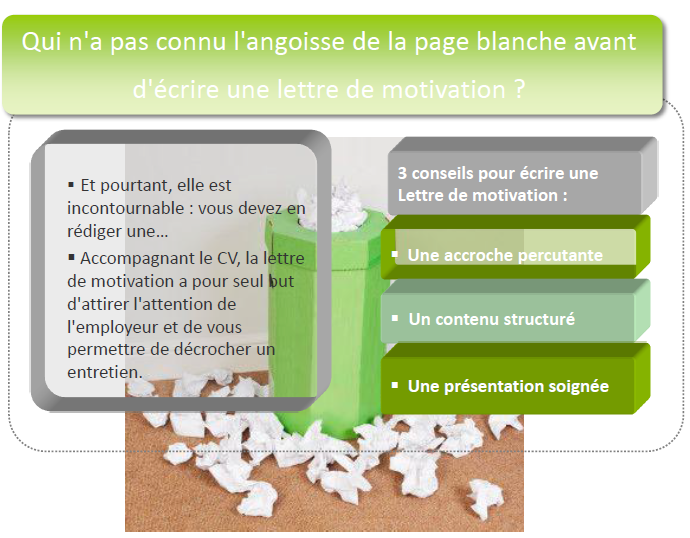 Qui n'a pas connu l'angoisse de la page blanche avant
d'écrire une lettre de motivation ?
▪ Et pourtant, elle est
incontournable : vous devez en
rédiger une…
▪ Accompagnant le CV, la lettre
de motivation a pour seul but
d'attirer l'attention de
l'employeur et de vous
permettre de décrocher un
entretien.
3 conseils pour écrire une
Lettre de motivation :
▪ Une accroche percutante
▪ Un contenu structuré
▪ Une présentation soignée